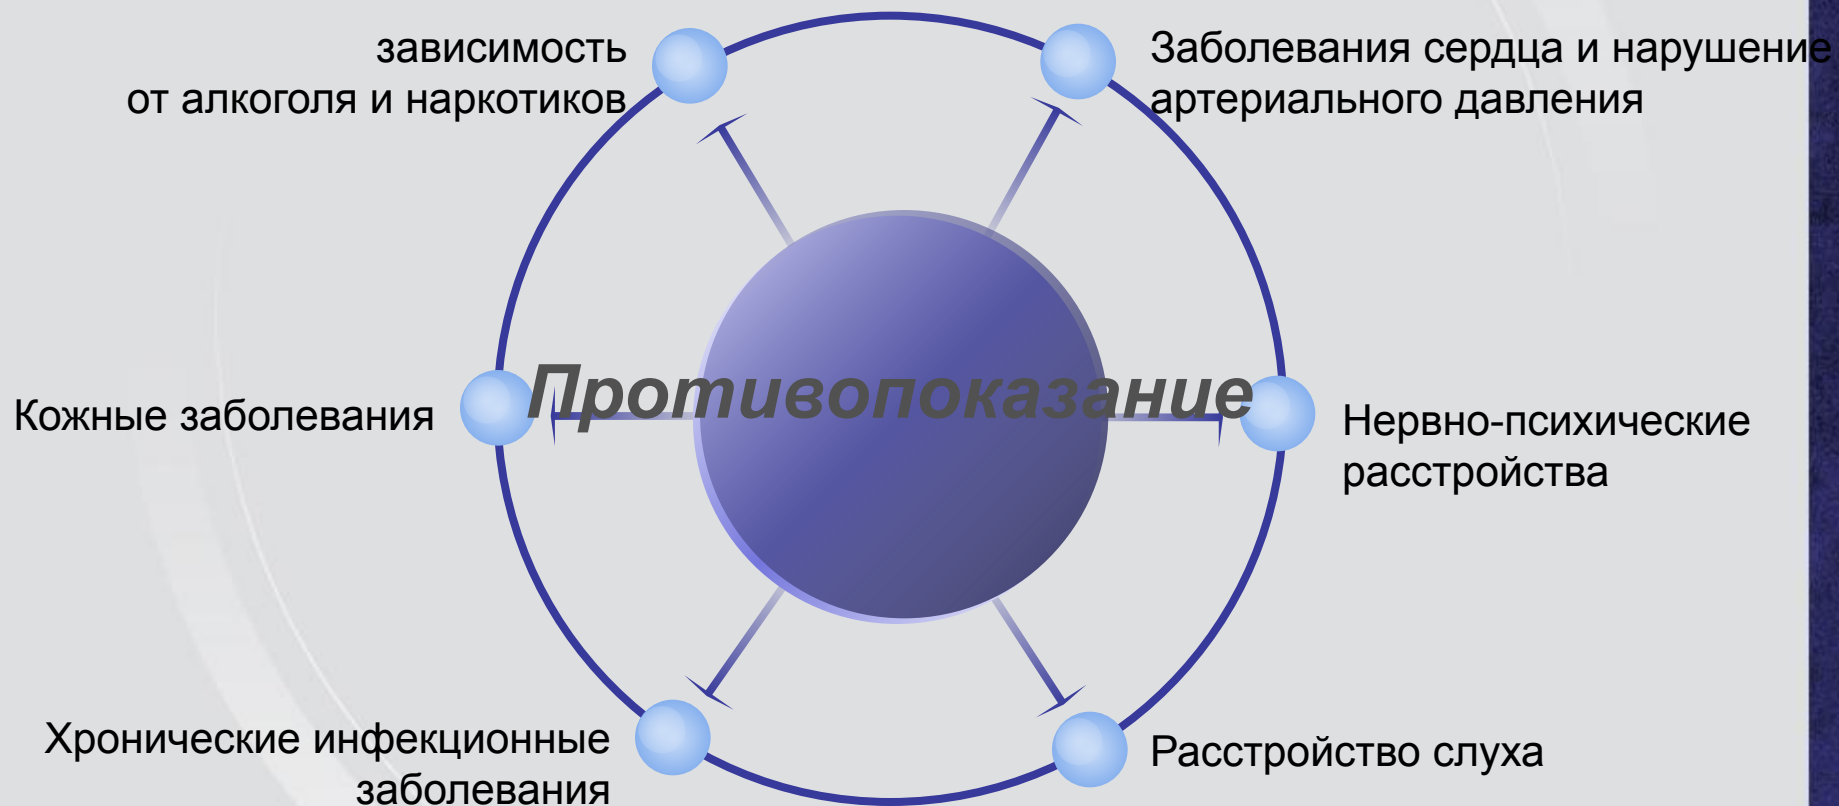 зависимость
от алкоголя и наркотиков
Заболевания сердца и нарушение
артериального давления
Противопоказание
Кожные заболевания
Нервно-психические
расстройства
Хронические инфекционные
заболевания
Расстройство слуха